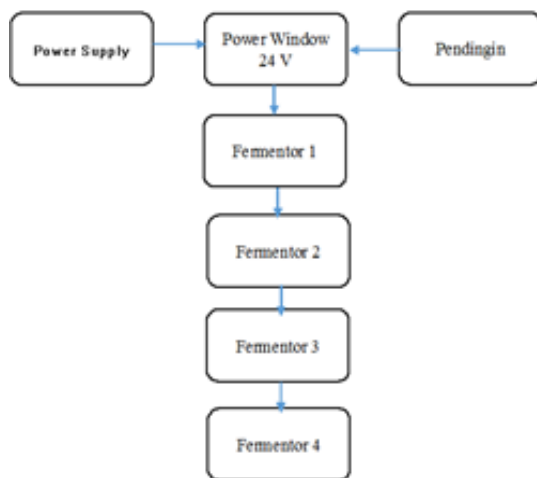 Power Supply
Power Window
24 V
Pendingin
Fermentor 1
Fermentor 2
Fermentor 3
Fermentor 4